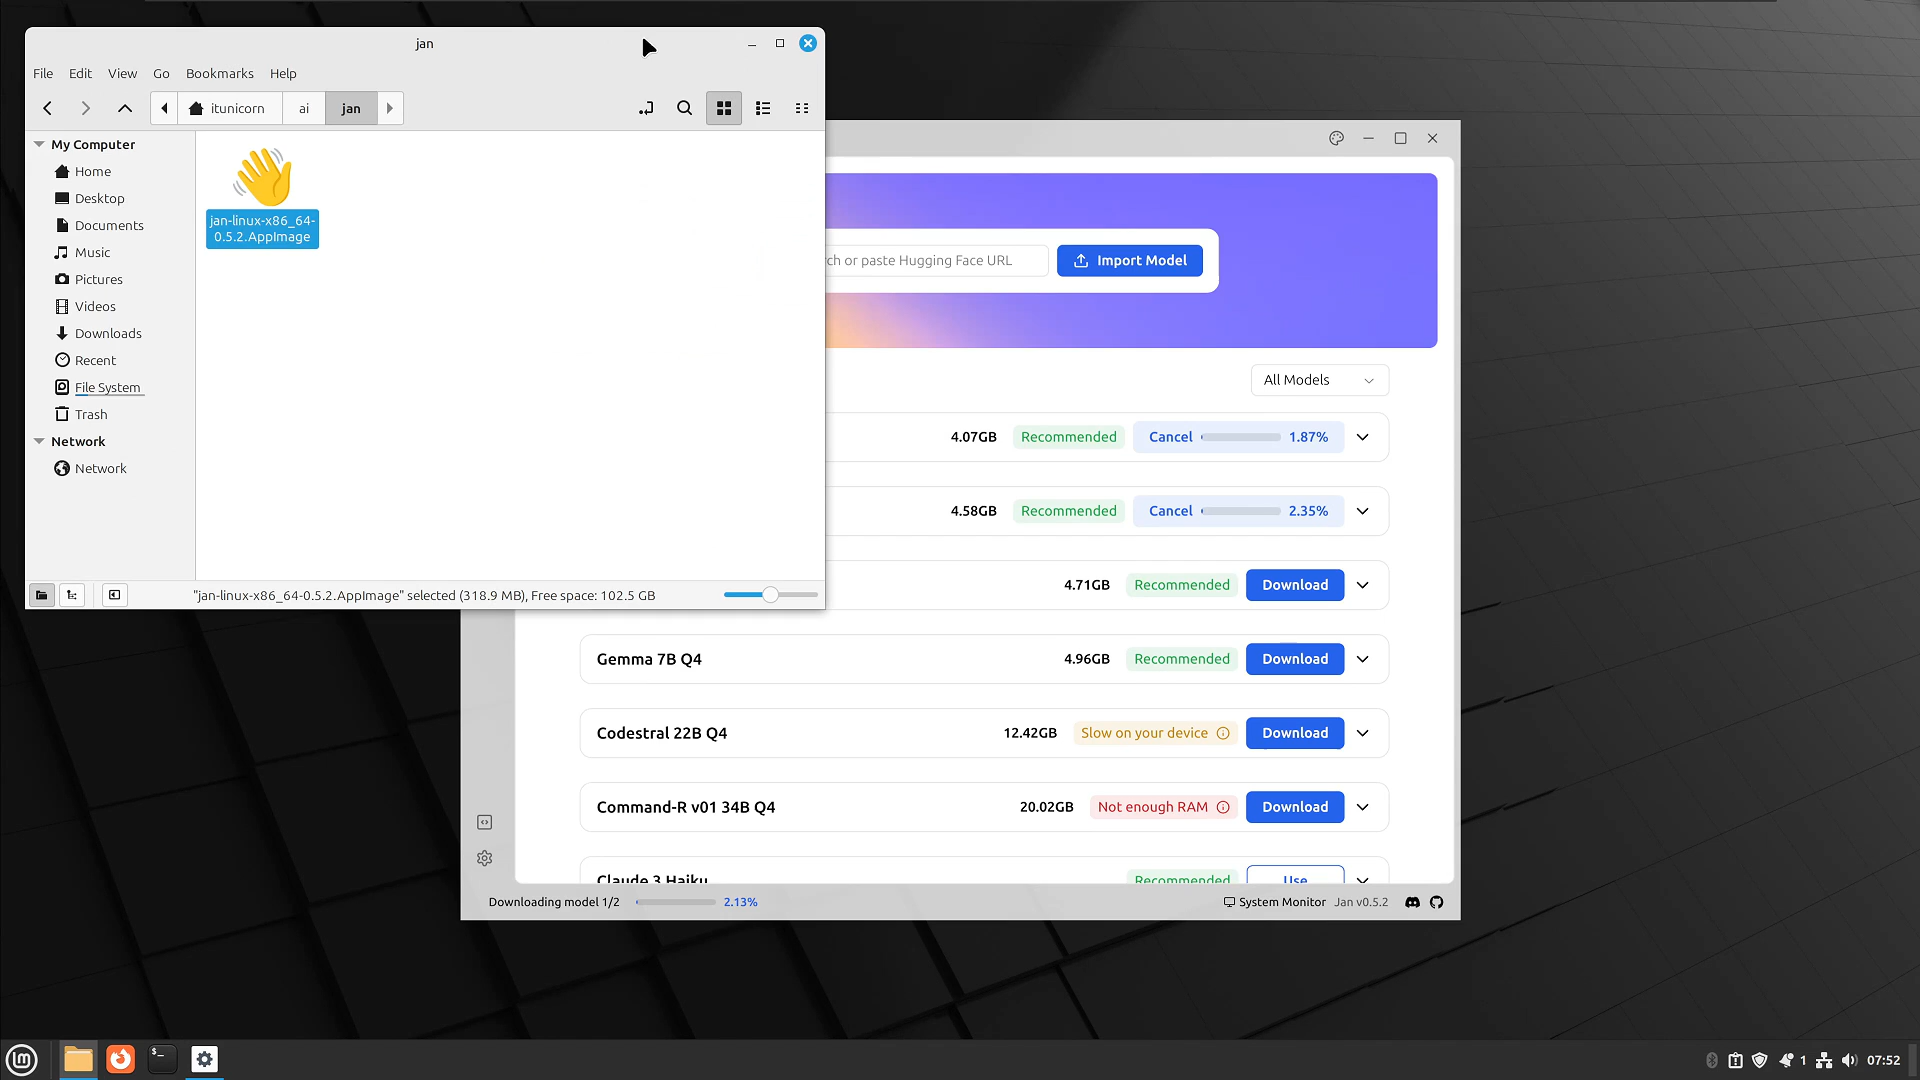 jan
File Edit View Go Bookmarks Help
itunicorn ai jan
My Computer
Home
Desktop
Documents
Music
Pictures
Videos
Downloads
Recent
File System
Trash
Network
Network
jan-linux-x86_64-
0.5.2.AppImage
"jan-linux-x86_64-0.5.2.AppImage" selected (318.9 MB), Free space: 102.5 GB
or paste Hugging Face URL
Import Model
All Models
4.07GB Recommended Cancel 1.87%
4.58GB Recommended Cancel 2.35%
4.71GB Recommended Download
Gemma 7B Q4 4.96GB Recommended Download
Codestral 22B Q4 12.42GB Slow on your device Download
Command-R v01 34B Q4 20.02GB Not enough RAM Download
Claude 3 Haiku Recommended Use
Downloading model 1/2 2.13% System Monitor Jan v0.5.2
1 07:52